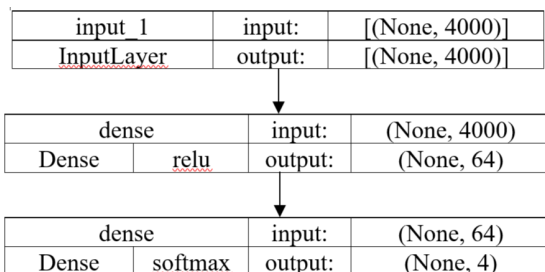 input_1 input: [(None, 4000)]
InputLayer output: [(None, 4000)]
dense input: (None, 4000)
Dense relu output: (None, 64)
dense input: (None, 64)
Dense softmax output: (None, 4)